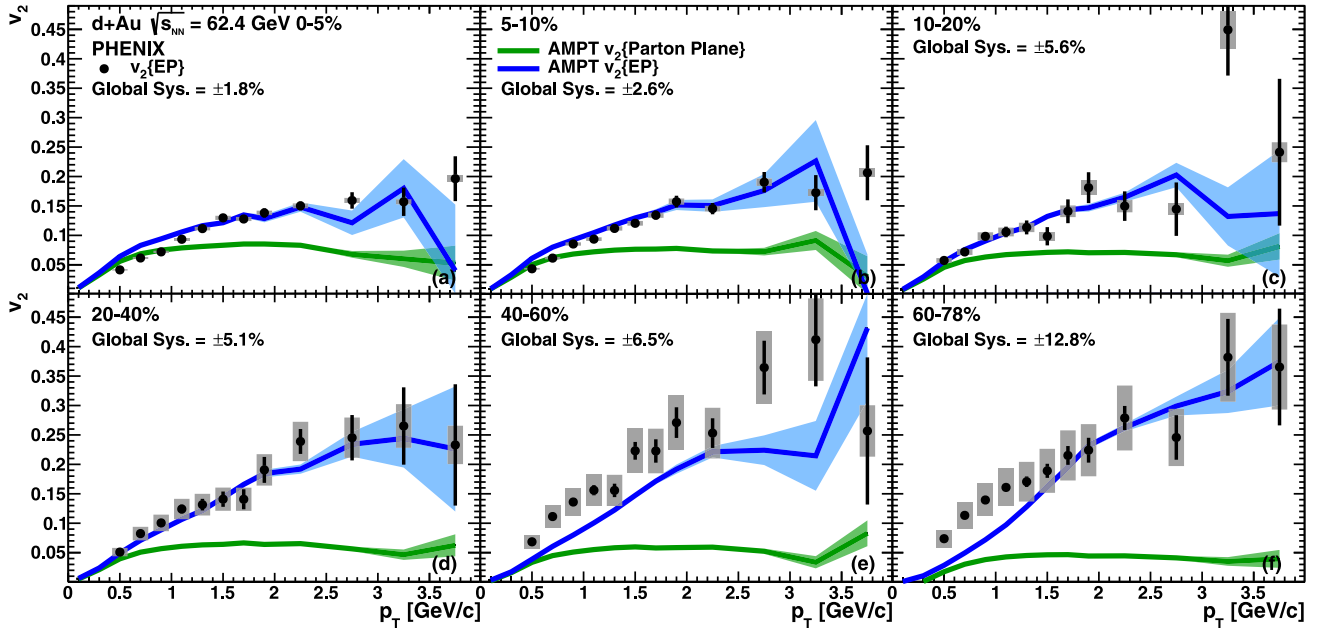 v₂
d+Au √s_NN = 62.4 GeV 0-5%
PHENIX
v₂{EP}
Global Sys. = ±1.8%
(a)
5-10%
AMPT v₂{Parton Plane}
AMPT v₂{EP}
Global Sys. = ±2.6%
(b)
10-20%
Global Sys. = ±5.6%
(c)
0.45
0.4
0.35
0.3
0.25
0.2
0.15
0.1
0.05
v₂
20-40%
Global Sys. = ±5.1%
(d)
40-60%
Global Sys. = ±6.5%
(e)
60-78%
Global Sys. = ±12.8%
(f)
0.45
0.4
0.35
0.3
0.25
0.2
0.15
0.1
0.05
0 0.5 1 1.5 2 2.5 3 3.5 0 0.5 1 1.5 2 2.5 3 3.5 0 0.5 1 1.5 2 2.5 3 3.5 4
p_T [GeV/c] p_T [GeV/c] p_T [GeV/c]